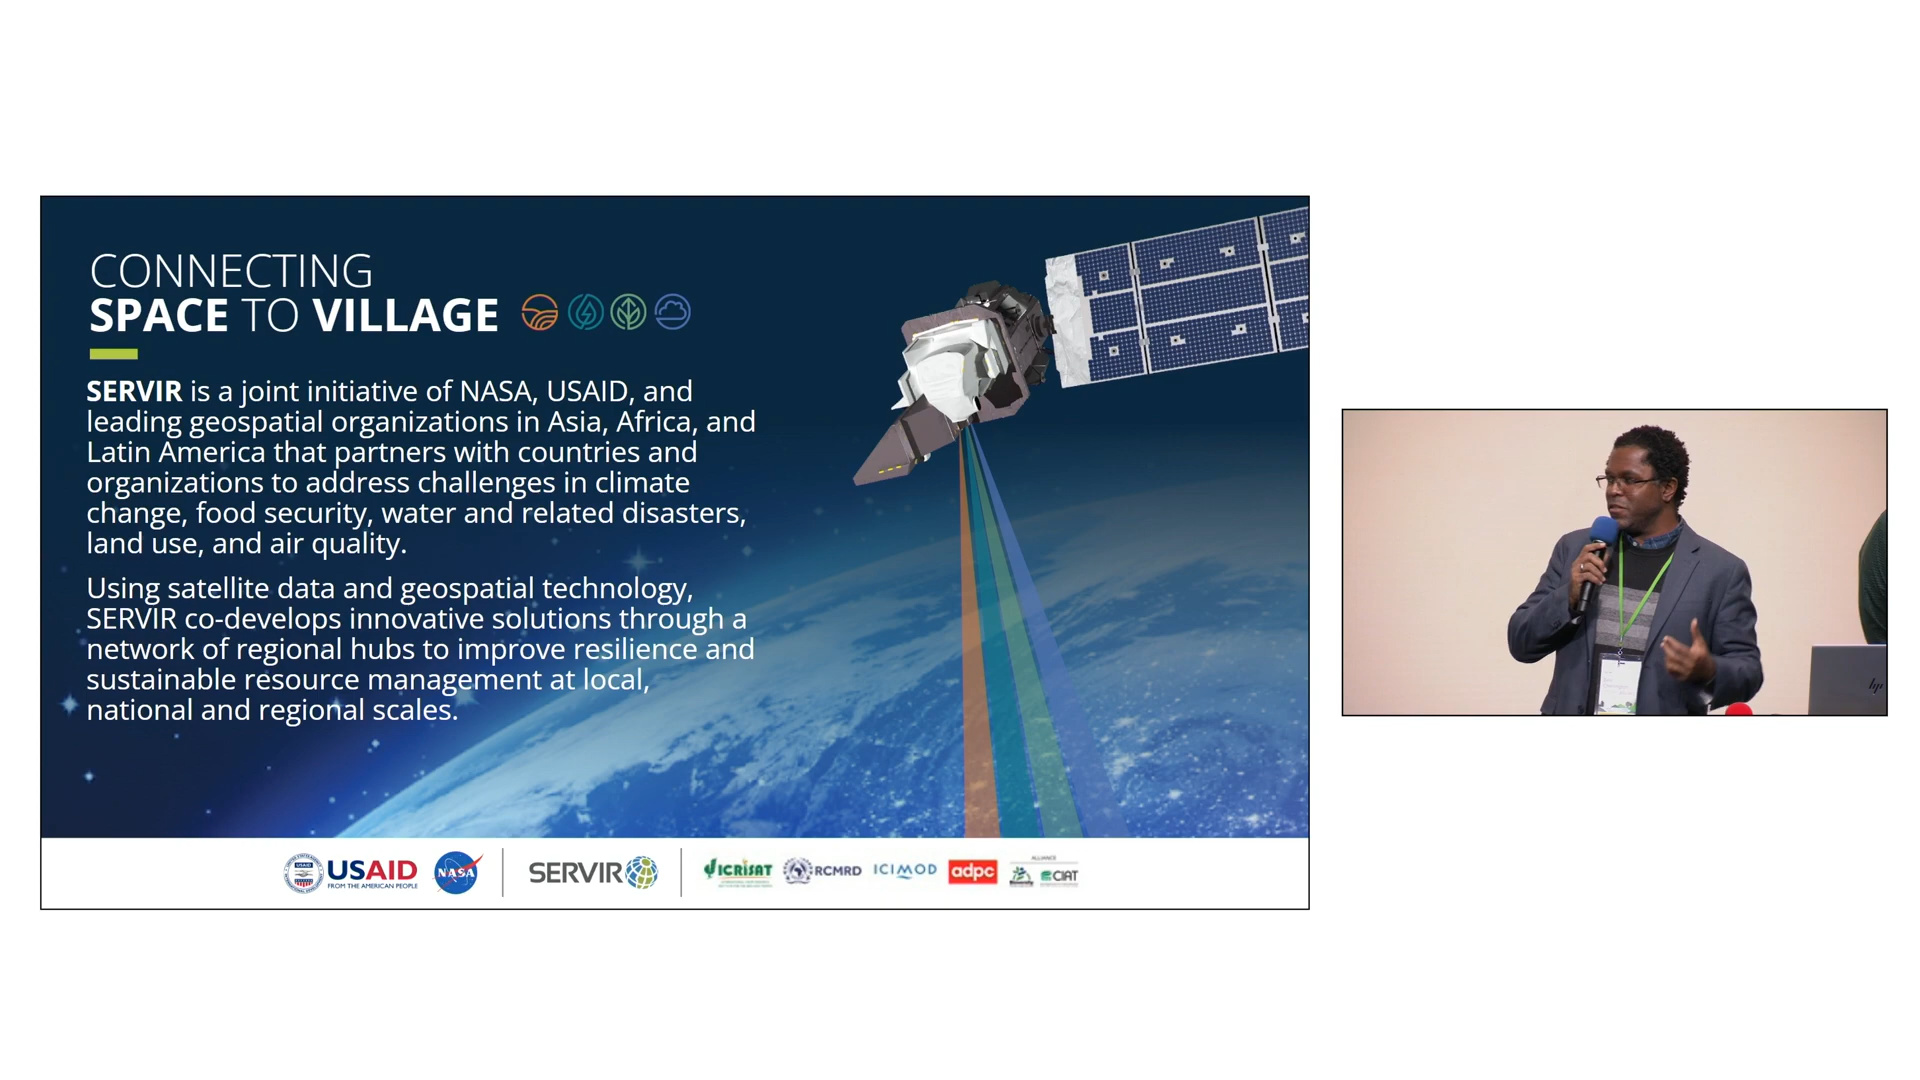 CONNECTING
SPACE TO VILLAGE
SERVIR is a joint initiative of NASA, USAID, and
leading geospatial organizations in Asia, Africa, and
Latin America that partners with countries and
organizations to address challenges in climate
change, food security, water and related disasters,
land use, and air quality.
Using satellite data and geospatial technology,
SERVIR co-develops innovative solutions through a
network of regional hubs to improve resilience and
sustainable resource management at local,
national and regional scales.
USAID
FROM THE AMERICAN PEOPLE
NASA
SERVIR
ICRISAT
RCMRD
ICIMOD
adpc
ALLIANCE
CIAT
hp